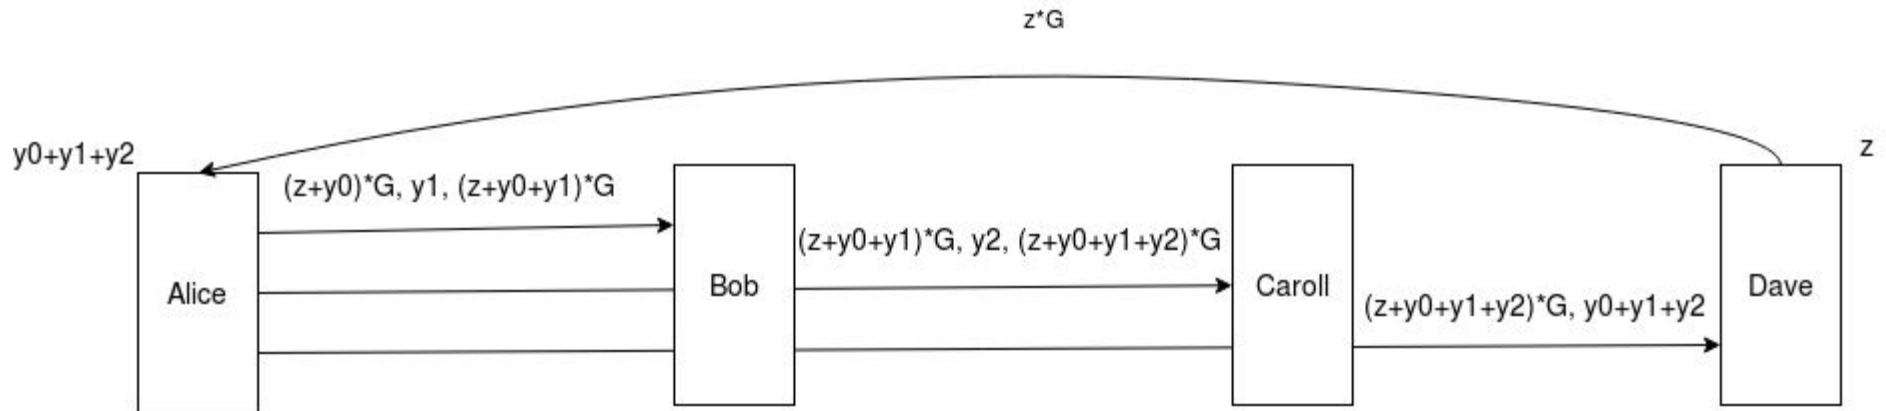 z*G
y0+y1+y2
z
(z+y0)*G, y1, (z+y0+y1)*G
(z+y0+y1)*G, y2, (z+y0+y1+y2)*G
(z+y0+y1+y2)*G, y0+y1+y2
Alice
Bob
Caroll
Dave